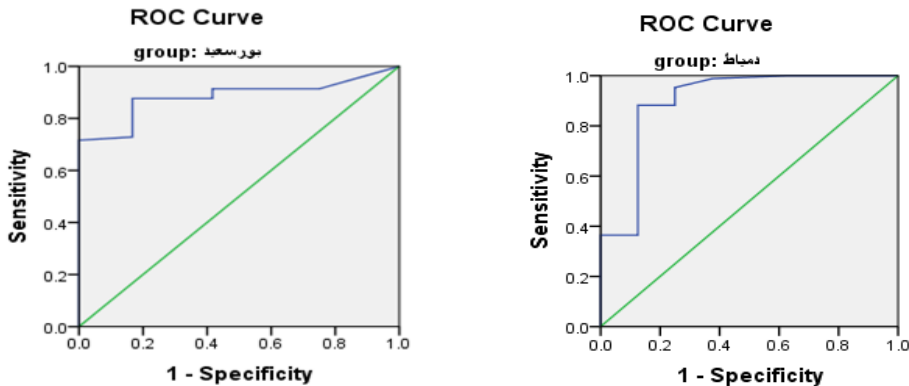 ROC Curve
group: بورسعيد
1.0
0.8
0.6
0.4
0.2
0.0
Sensitivity
0.0 0.2 0.4 0.6 0.8 1.0
1 - Specificity
ROC Curve
group: دمياط
1.0
0.8
0.6
0.4
0.2
0.0
Sensitivity
0.0 0.2 0.4 0.6 0.8 1.0
1 - Specificity